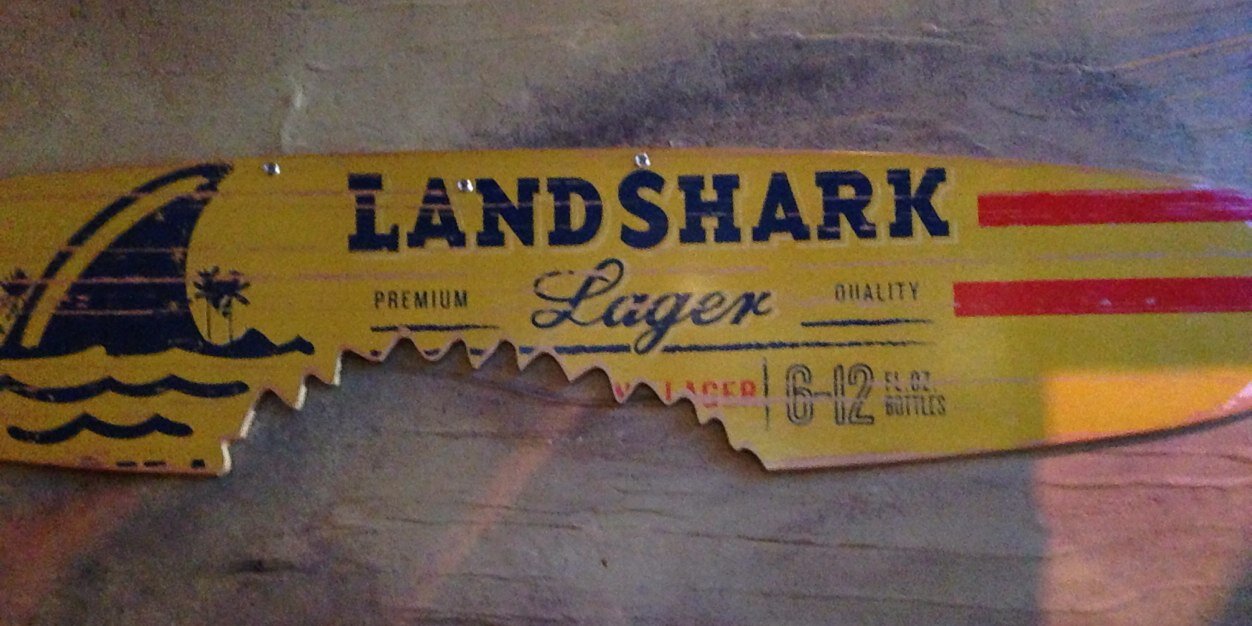 LANDSHARK
PREMIUM Lager QUALITY
LAGER 6-12 FL.OZ.
BOTTLES